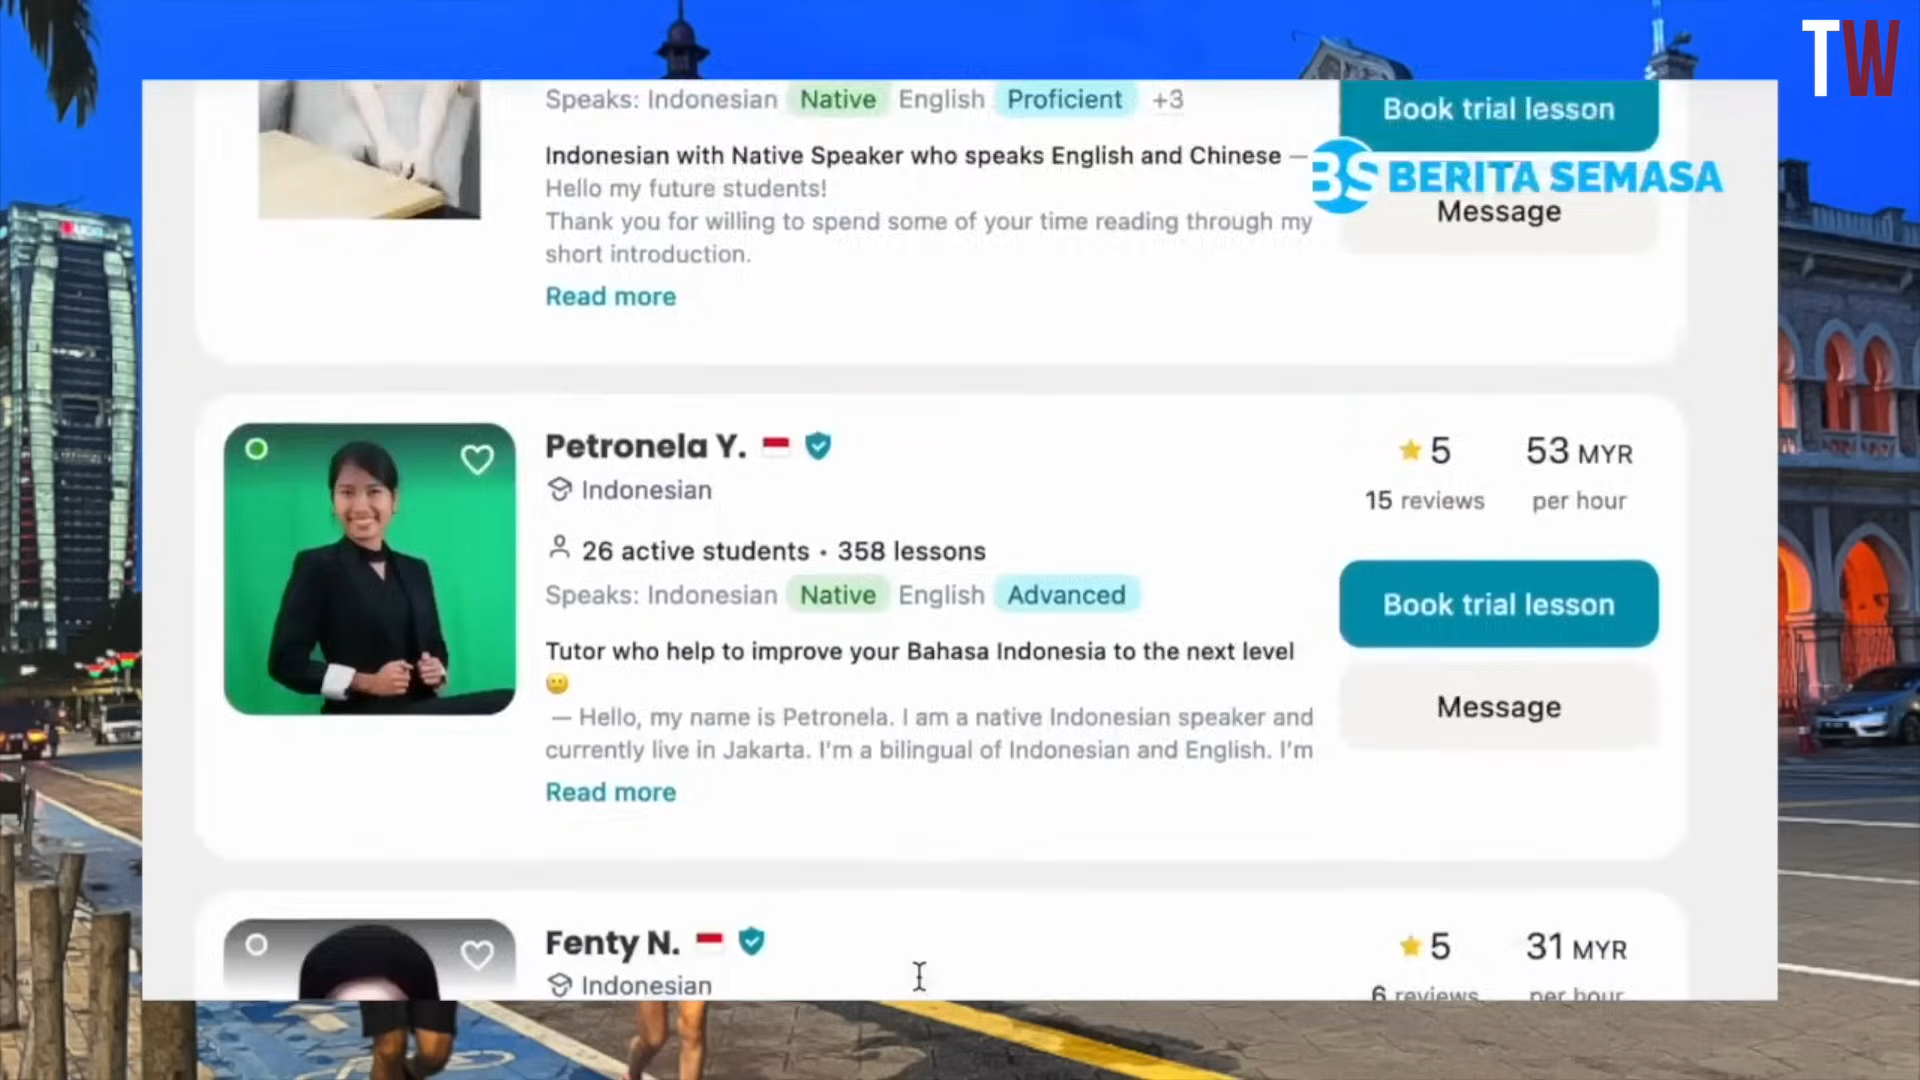 TW
Speaks: Indonesian Native English Proficient +3
Book trial lesson
Indonesian with Native Speaker who speaks English and Chinese —
BS BERITA SEMASA
Hello my future students!
Message
Thank you for willing to spend some of your time reading through my
short introduction.
Read more
Petronela Y.
5
53 MYR
Indonesian
15 reviews
per hour
26 active students • 358 lessons
Speaks: Indonesian Native English Advanced
Book trial lesson
Tutor who help to improve your Bahasa Indonesia to the next level
— Hello, my name is Petronela. I am a native Indonesian speaker and
currently live in Jakarta. I'm a bilingual of Indonesian and English. I'm
Message
Read more
Fenty N.
5
31 MYR
Indonesian
6 reviews
per hour